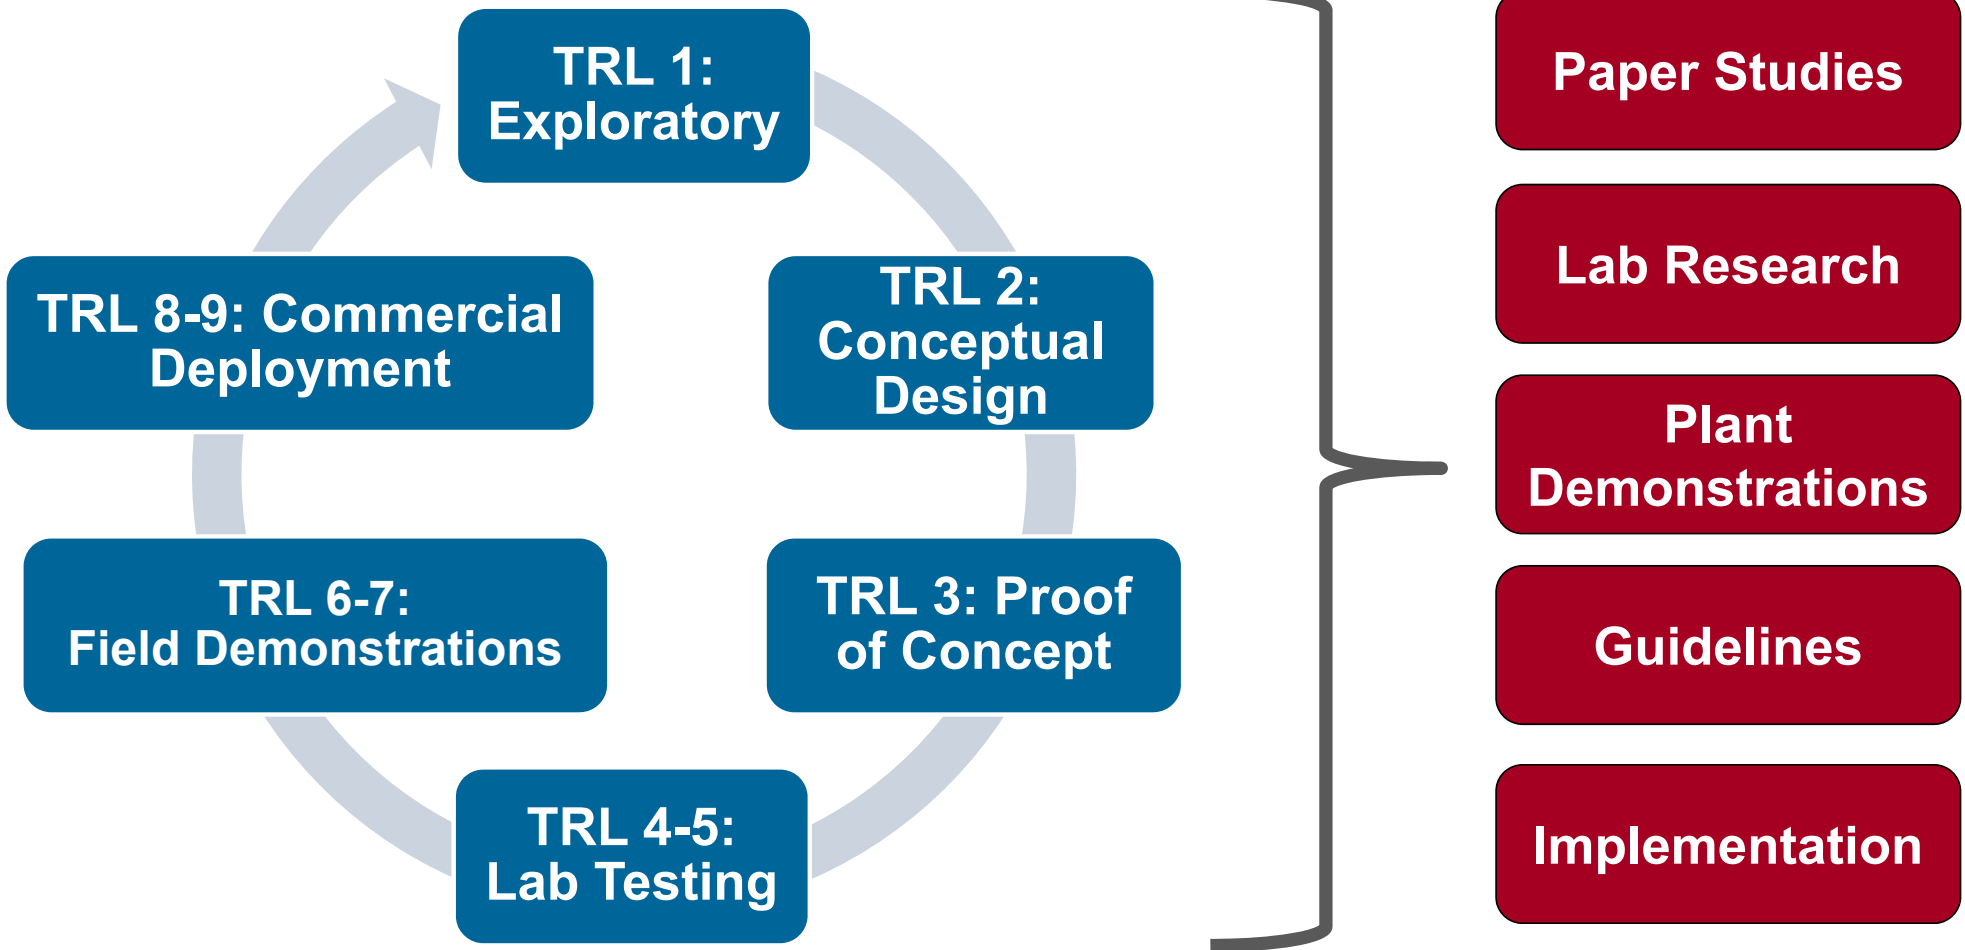 TRL 1:
Exploratory
TRL 2:
Conceptual
Design
TRL 3: Proof
of Concept
TRL 4-5:
Lab Testing
TRL 6-7:
Field Demonstrations
TRL 8-9: Commercial
Deployment
Paper Studies
Lab Research
Plant
Demonstrations
Guidelines
Implementation